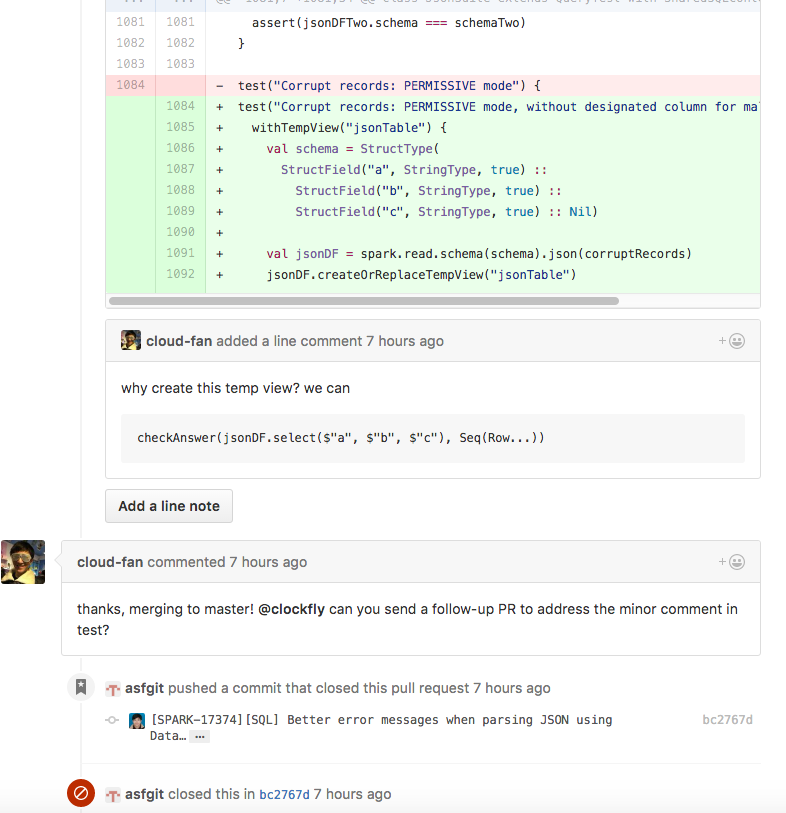 1081 1081 assert(jsonDFTwo.schema === schemaTwo)
1082 1082 }
1083 1083
1084 - test("Corrupt records: PERMISSIVE mode") {
1084 + test("Corrupt records: PERMISSIVE mode, without designated column for
1085 + withTempView("jsonTable") {
1086 + val schema = StructType(
1087 + StructField("a", StringType, true) ::
1088 + StructField("b", StringType, true) ::
1089 + StructField("c", StringType, true) :: Nil)
1090 +
1091 + val jsonDF = spark.read.schema(schema).json(corruptRecords)
1092 + jsonDF.createOrReplaceTempView("jsonTable")
cloud-fan added a line comment 7 hours ago
why create this temp view? we can
checkAnswer(jsonDF.select($"a", $"b", $"c"), Seq(Row...))
Add a line note
cloud-fan commented 7 hours ago
thanks, merging to master! @clockfly can you send a follow-up PR to address the minor comment in
test?
asfgit pushed a commit that closed this pull request 7 hours ago
[SPARK-17374][SQL] Better error messages when parsing JSON using bc2767d
Data… …
asfgit closed this in bc2767d 7 hours ago